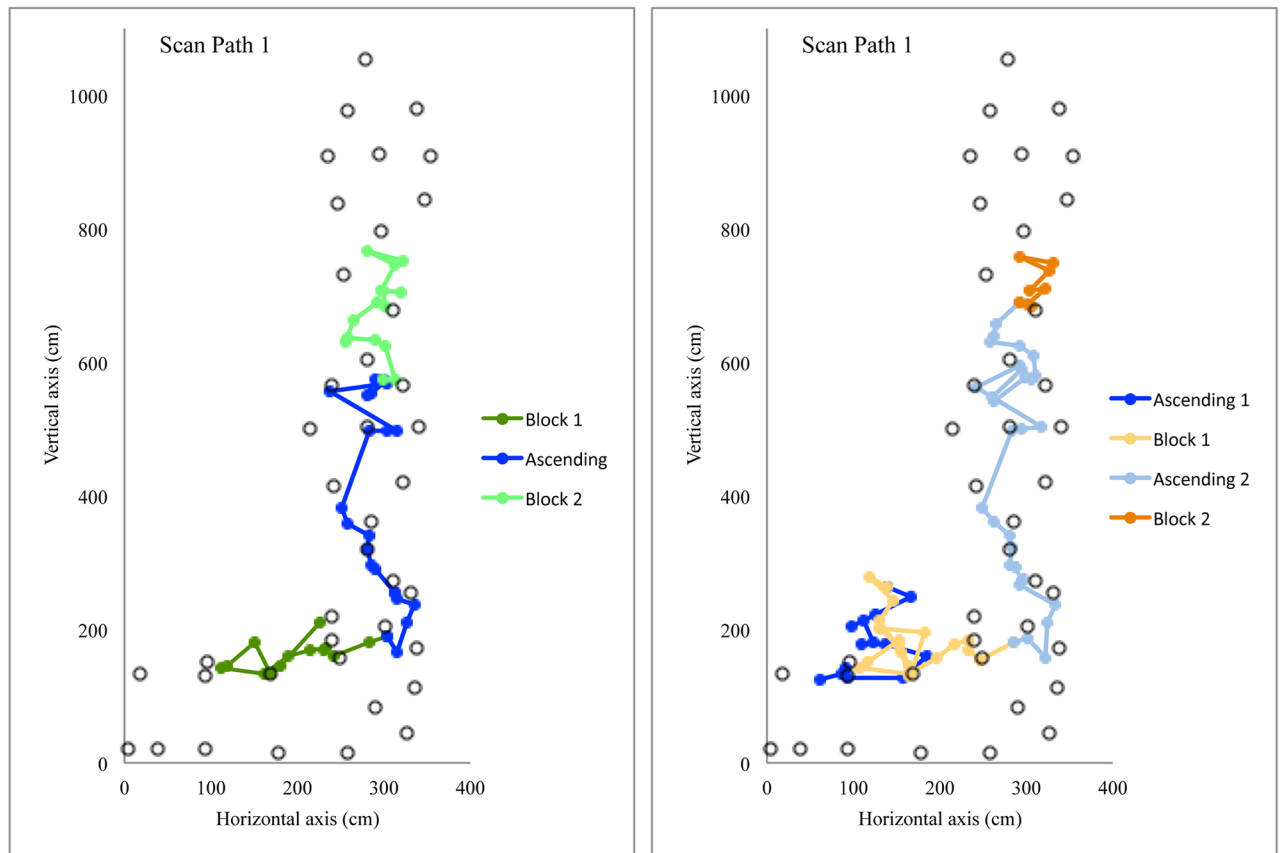 Scan Path 1
1000
800
600
400
200
0
Vertical axis (cm)
0 100 200 300 400
Horizontal axis (cm)
Block 1
Ascending
Block 2
Scan Path 1
1000
800
600
400
200
0
Vertical axis (cm)
0 100 200 300 400
Horizontal axis (cm)
Ascending 1
Block 1
Ascending 2
Block 2